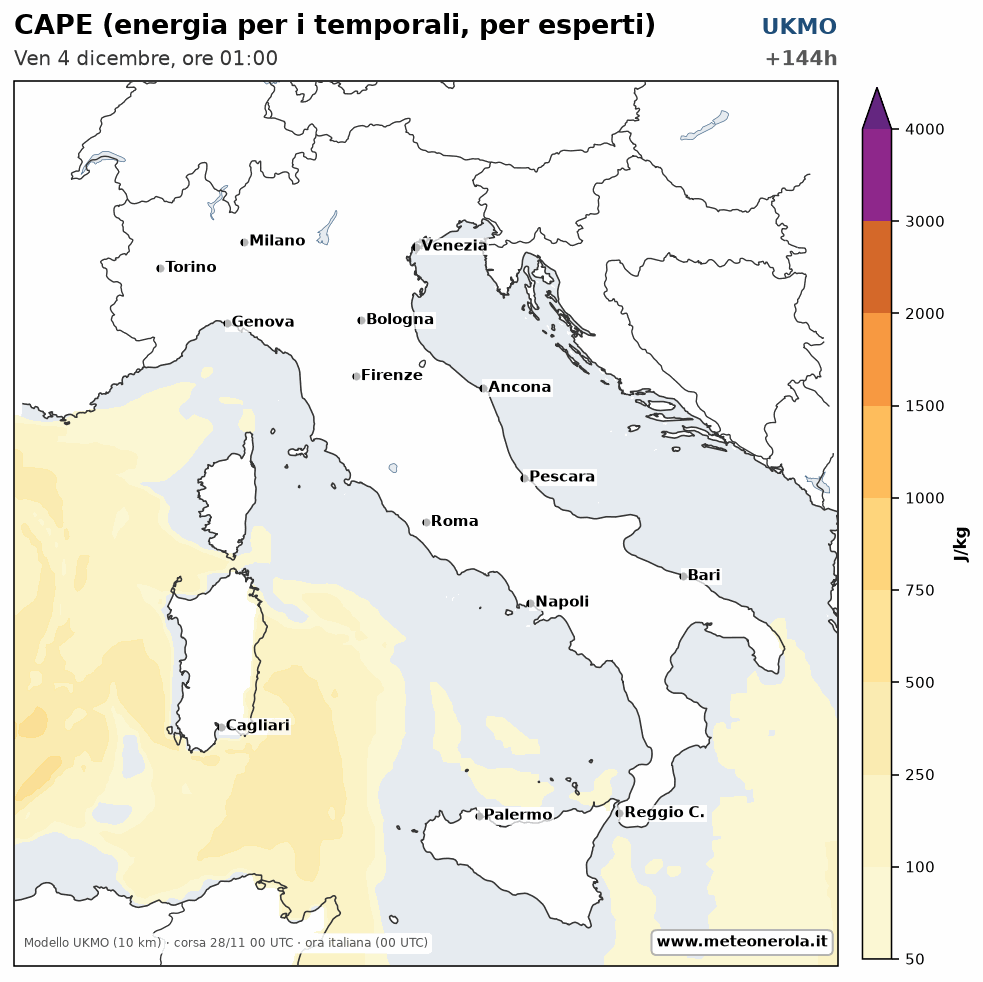 CAPE (energia per i temporali, per esperti)
UKMO
Ven 4 dicembre, ore 01:00
+144h
4000
3000
2000
1500
1000
750
500
250
100
50
J/kg
Milano
Venezia
Torino
Genova
Bologna
Firenze
Ancona
Pescara
Roma
Bari
Napoli
Cagliari
Palermo
Reggio C.
Modello UKMO (10 km) · corsa 28/11 00 UTC · ora italiana (00 UTC)
www.meteonerola.it